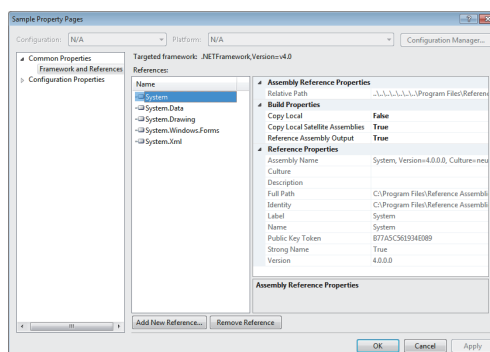 Sample Property Pages
Configuration: N/A Platform: N/A Configuration Manager...
Common Properties
Framework and References
Configuration Properties
Targeted framework: .NETFramework,Version=v4.0
References:
Name
System
System.Data
System.Drawing
System.Windows.Forms
System.Xml
Assembly Reference Properties
Relative Path ..\..\..\..\..\..\Program Files\Referenc
Build Properties
Copy Local False
Copy Local Satellite Assemblies True
Reference Assembly Output True
Reference Properties
Assembly Name System, Version=4.0.0.0, Culture=neu
Culture
Description
Full Path C:\Program Files\Reference Assembli
Identity C:\Program Files\Reference Assembli
Label System
Name System
Public Key Token B77A5C561934E089
Strong Name True
Version 4.0.0.0
Assembly Reference Properties
Add New Reference... Remove Reference
OK Cancel Apply